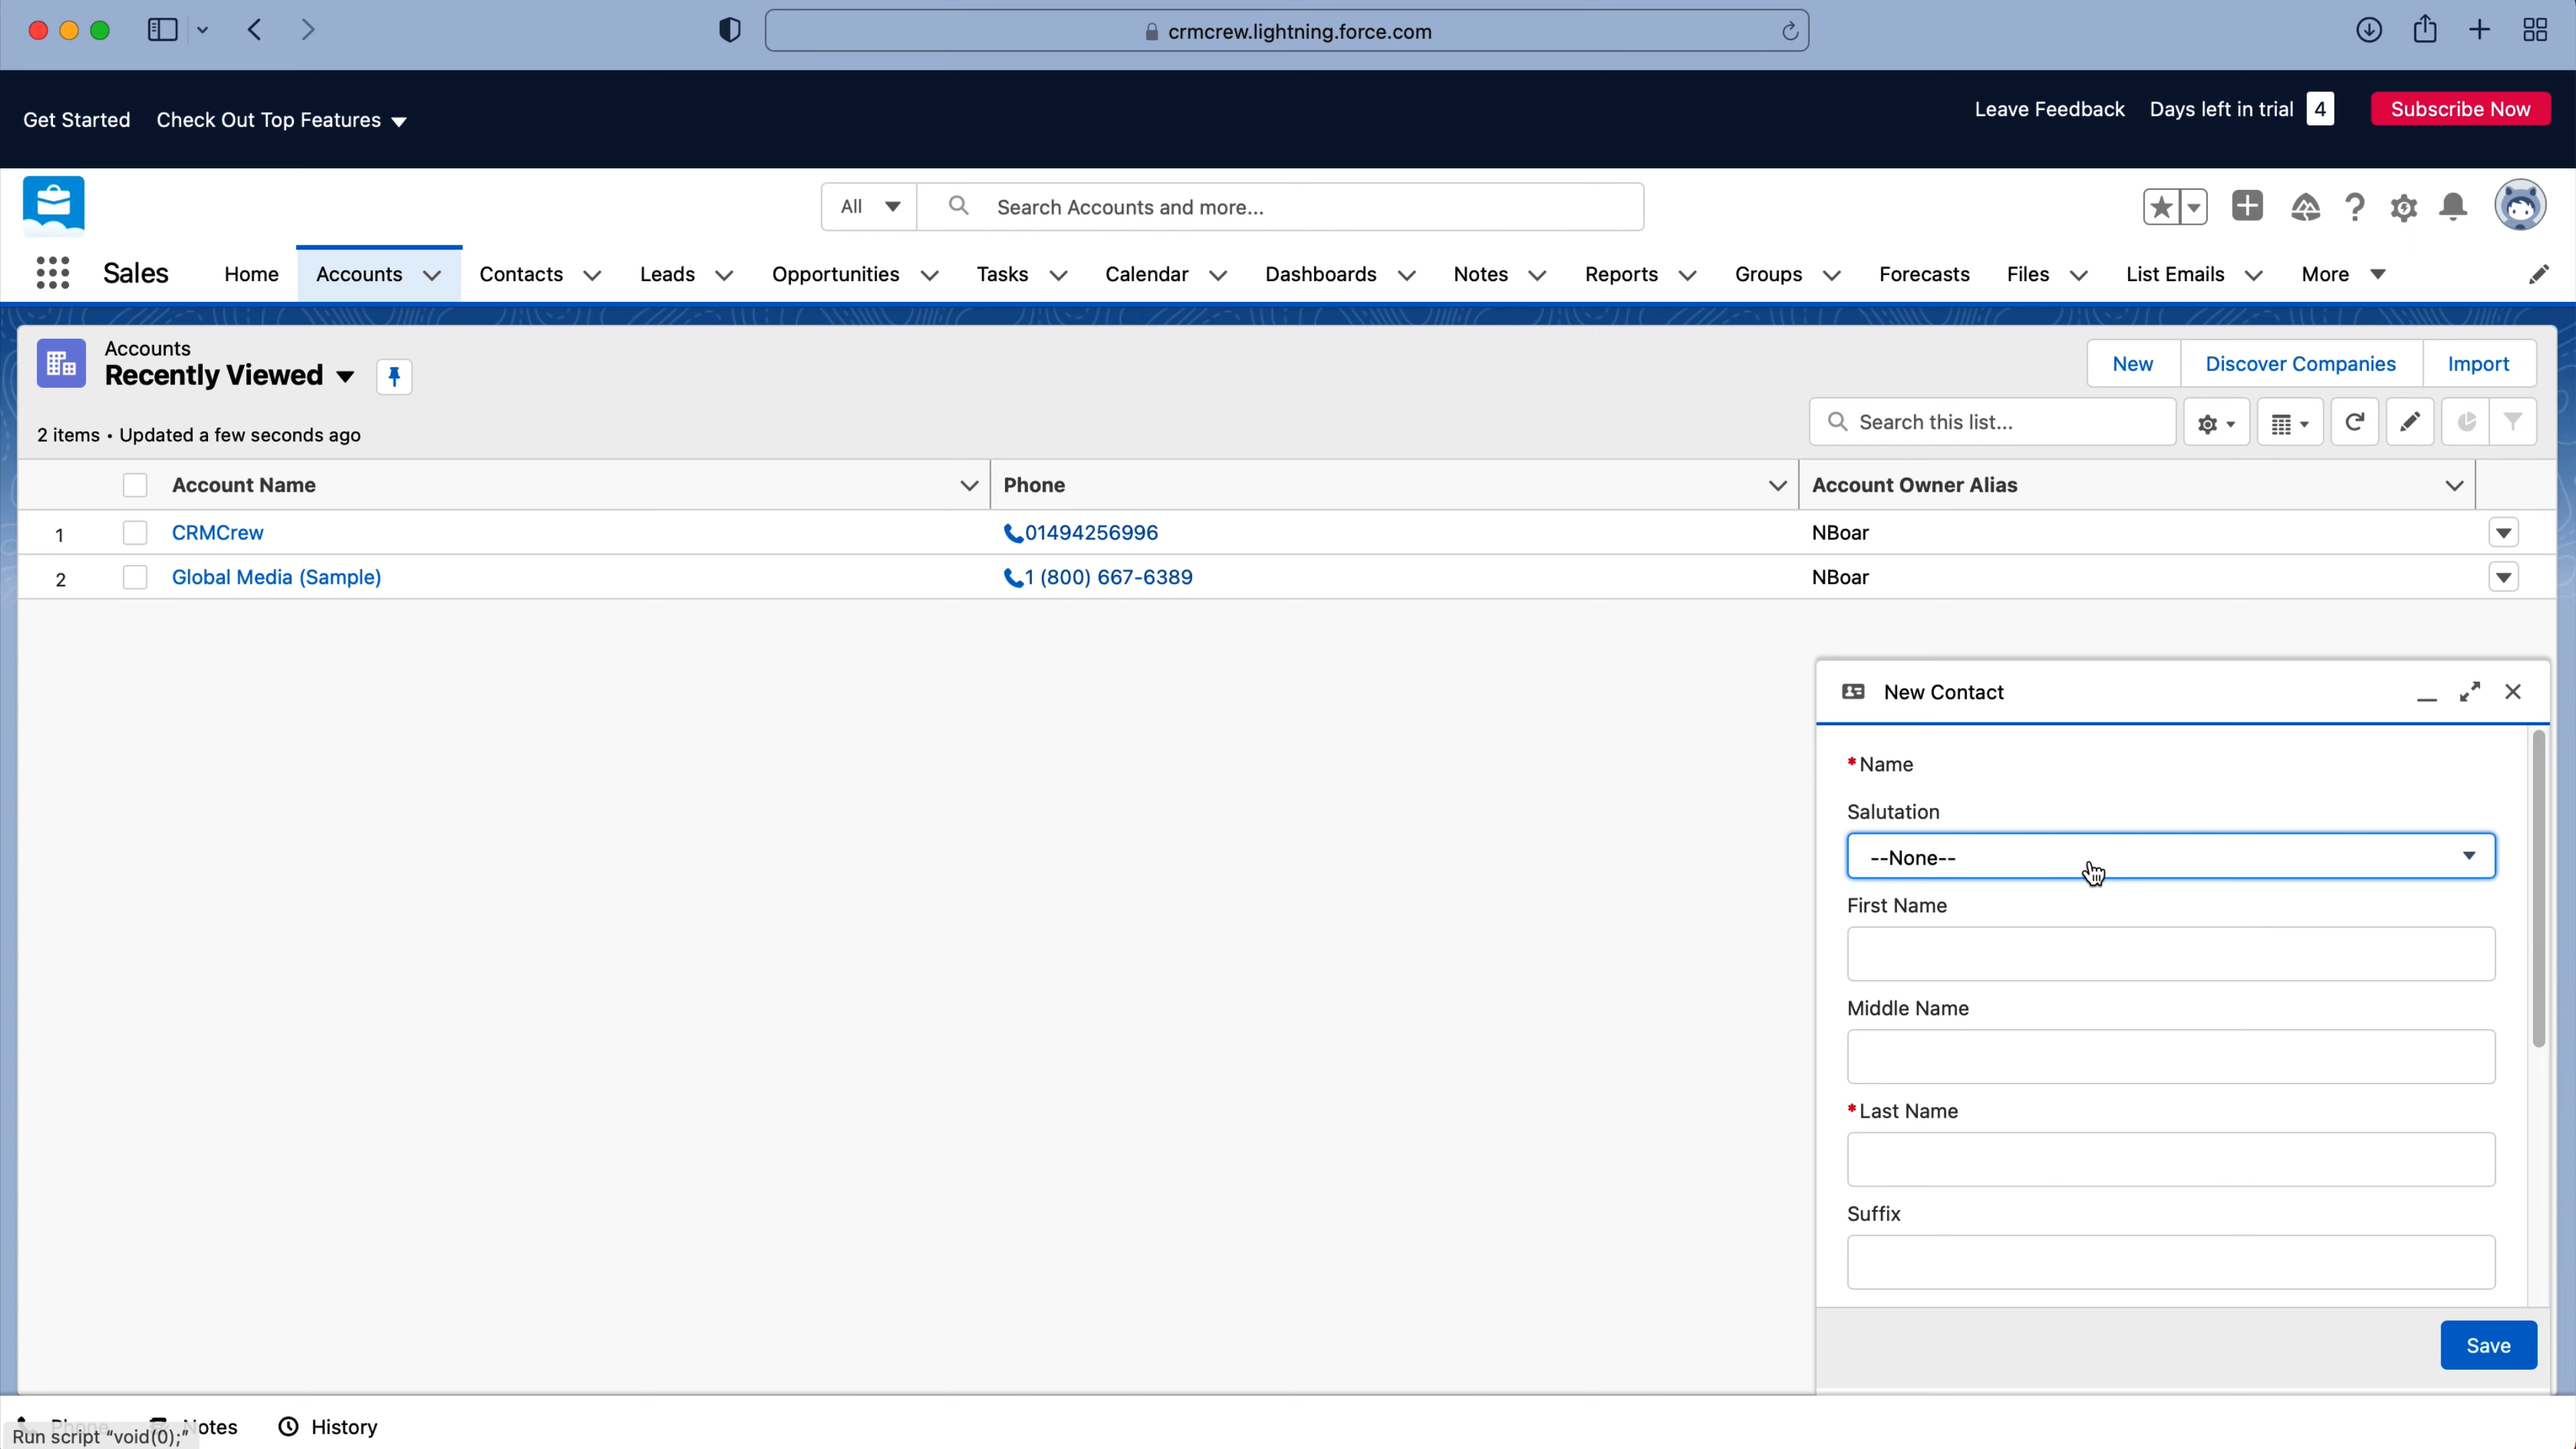 crmcrew.lightning.force.com
Get Started Check Out Top Features Leave Feedback Days left in trial 4 Subscribe Now
All Search Accounts and more...
Sales Home Accounts Contacts Leads Opportunities Tasks Calendar Dashboards Notes Reports Groups Forecasts Files List Emails More
Accounts
Recently Viewed
New Discover Companies Import
2 items • Updated a few seconds ago
Search this list...
Account Name Phone Account Owner Alias
1 CRMCrew 01494256996 NBoar
2 Global Media (Sample) 1 (800) 667-6389 NBoar
New Contact
*Name
Salutation
--None--
First Name
Middle Name
*Last Name
Suffix
Save
Phone Notes History
Run script "void(0);"